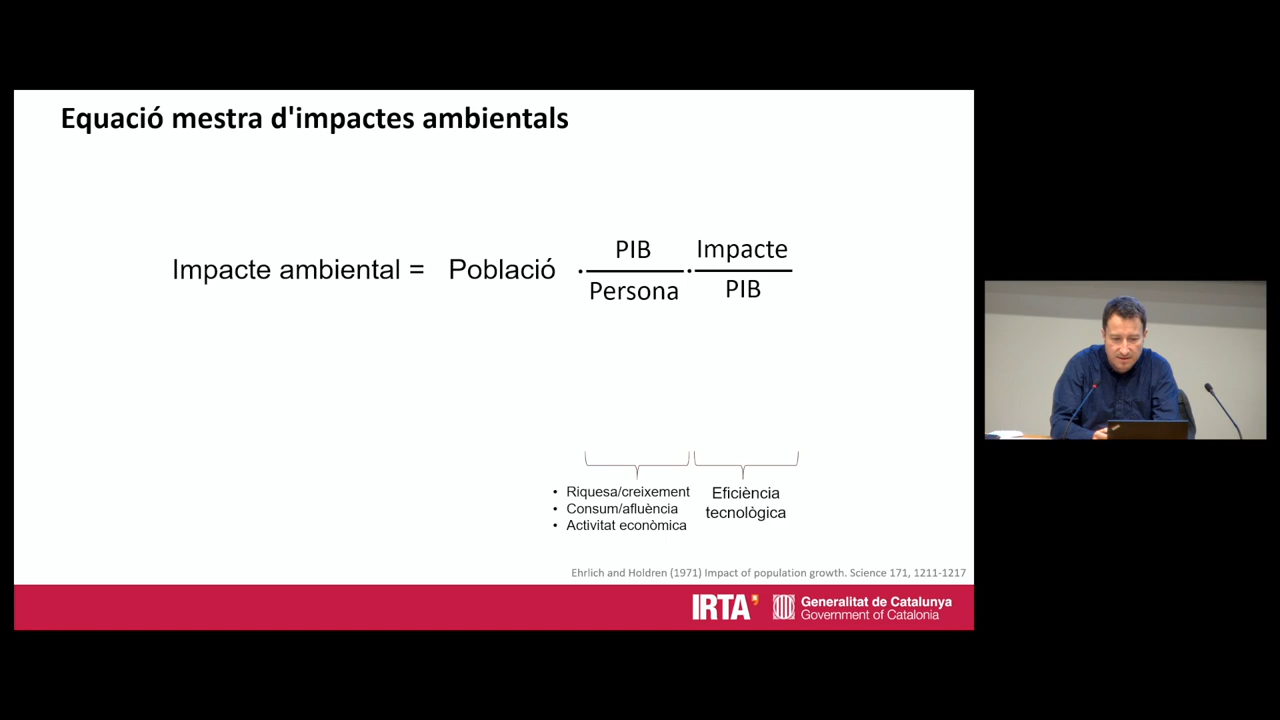 Equació mestra d'impactes ambientals
Impacte ambiental = Població · PIB · Impacte
Persona PIB
• Riquesa/creixement
• Consum/afluència
• Activitat econòmica
Eficiència
tecnològica
Ehrlich and Holdren (1971) Impact of population growth. Science 171, 1211-1217
IRTA
Generalitat de Catalunya
Government of Catalonia